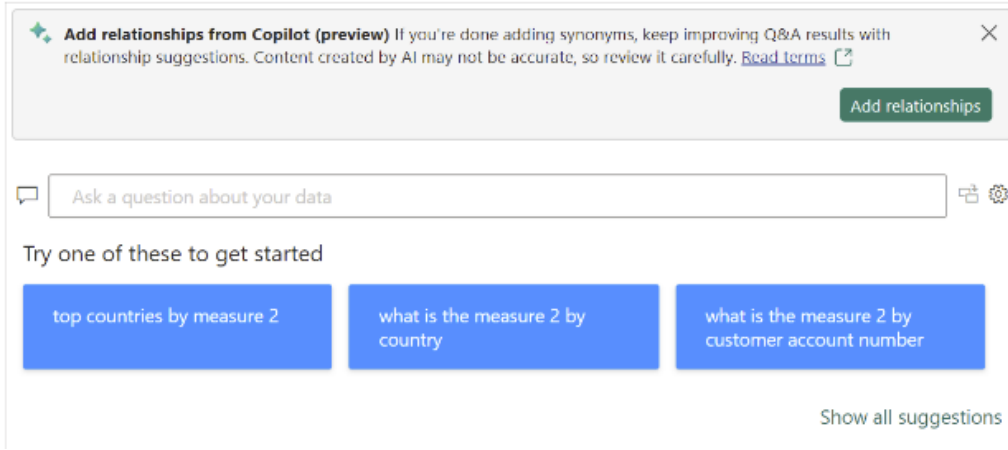 Add relationships from Copilot (preview) If you're done adding synonyms, keep improving Q&A results with
relationship suggestions. Content created by AI may not be accurate, so review it carefully. Read terms
Add relationships
Ask a question about your data
Try one of these to get started
top countries by measure 2
what is the measure 2 by
country
what is the measure 2 by
customer account number
Show all suggestions